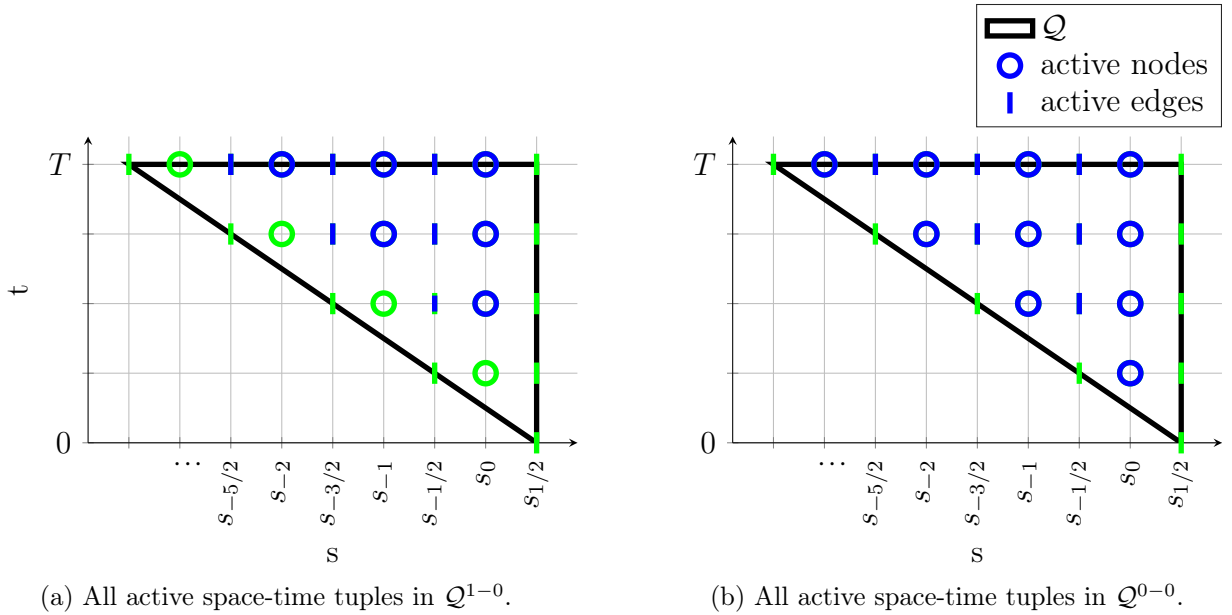 𝒬
active nodes
active edges
T
t
0
⋯
s₋₅/₂
s₋₂
s₋₃/₂
s₋₁
s₋₁/₂
s₀
s₁/₂
s
(a) All active space-time tuples in 𝒬¹⁻⁰.
T
0
⋯
s₋₅/₂
s₋₂
s₋₃/₂
s₋₁
s₋₁/₂
s₀
s₁/₂
s
(b) All active space-time tuples in 𝒬⁰⁻⁰.